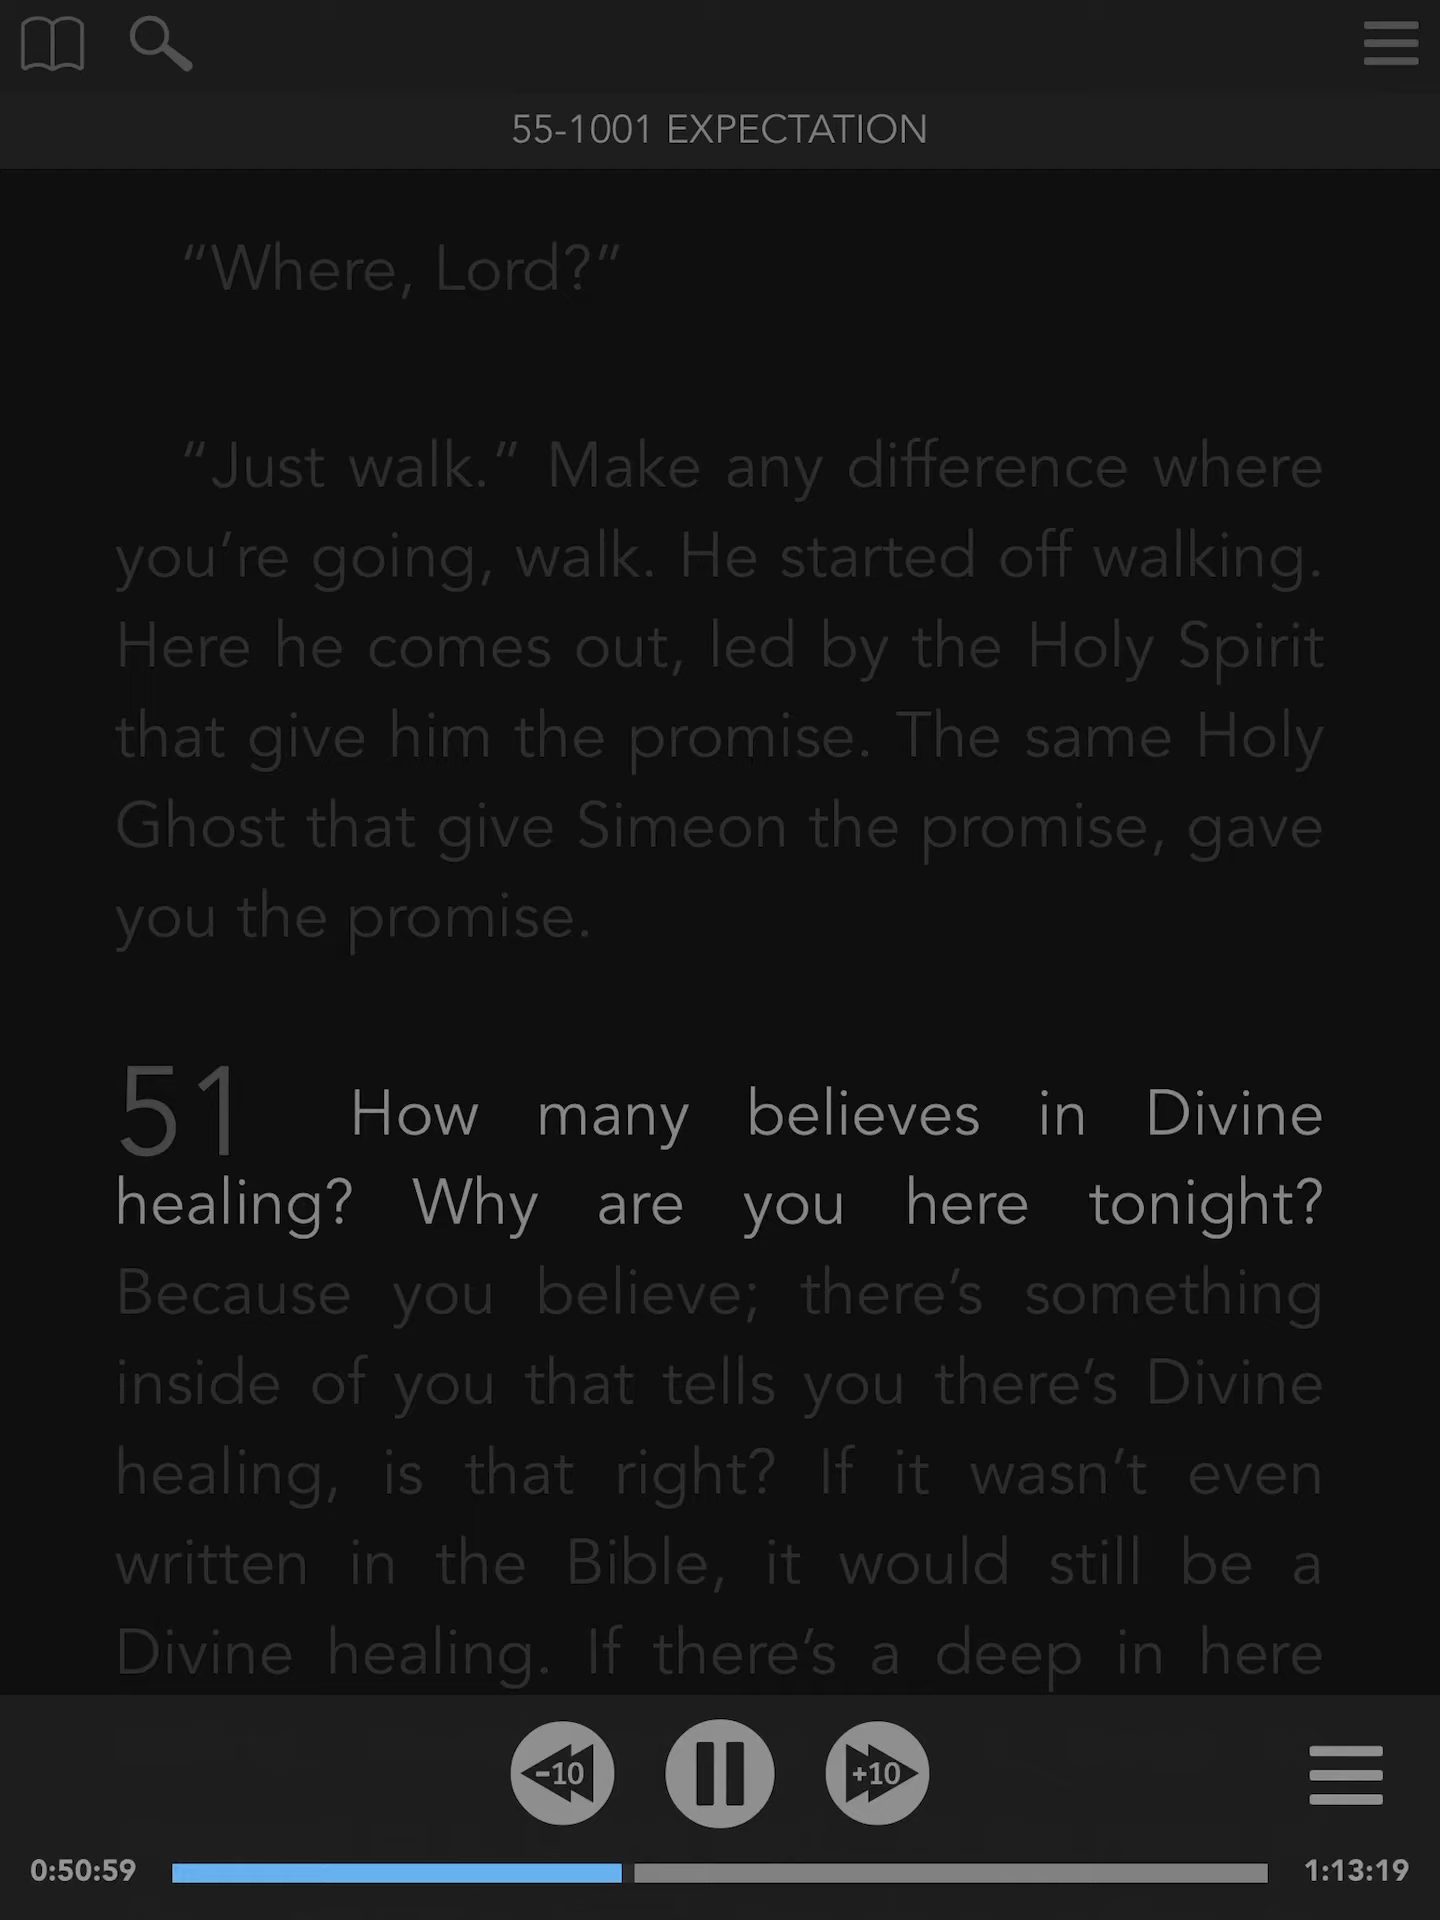 55-1001 EXPECTATION
“Where, Lord?”
“Just walk.” Make any difference where
you’re going, walk. He started off walking.
Here he comes out, led by the Holy Spirit
that give him the promise. The same Holy
Ghost that give Simeon the promise, gave
you the promise.
51 How many believes in Divine
healing? Why are you here tonight?
Because you believe; there’s something
inside of you that tells you there’s Divine
healing, is that right? If it wasn’t even
written in the Bible, it would still be a
Divine healing. If there’s a deep in here
-10 +10
0:50:59 1:13:19